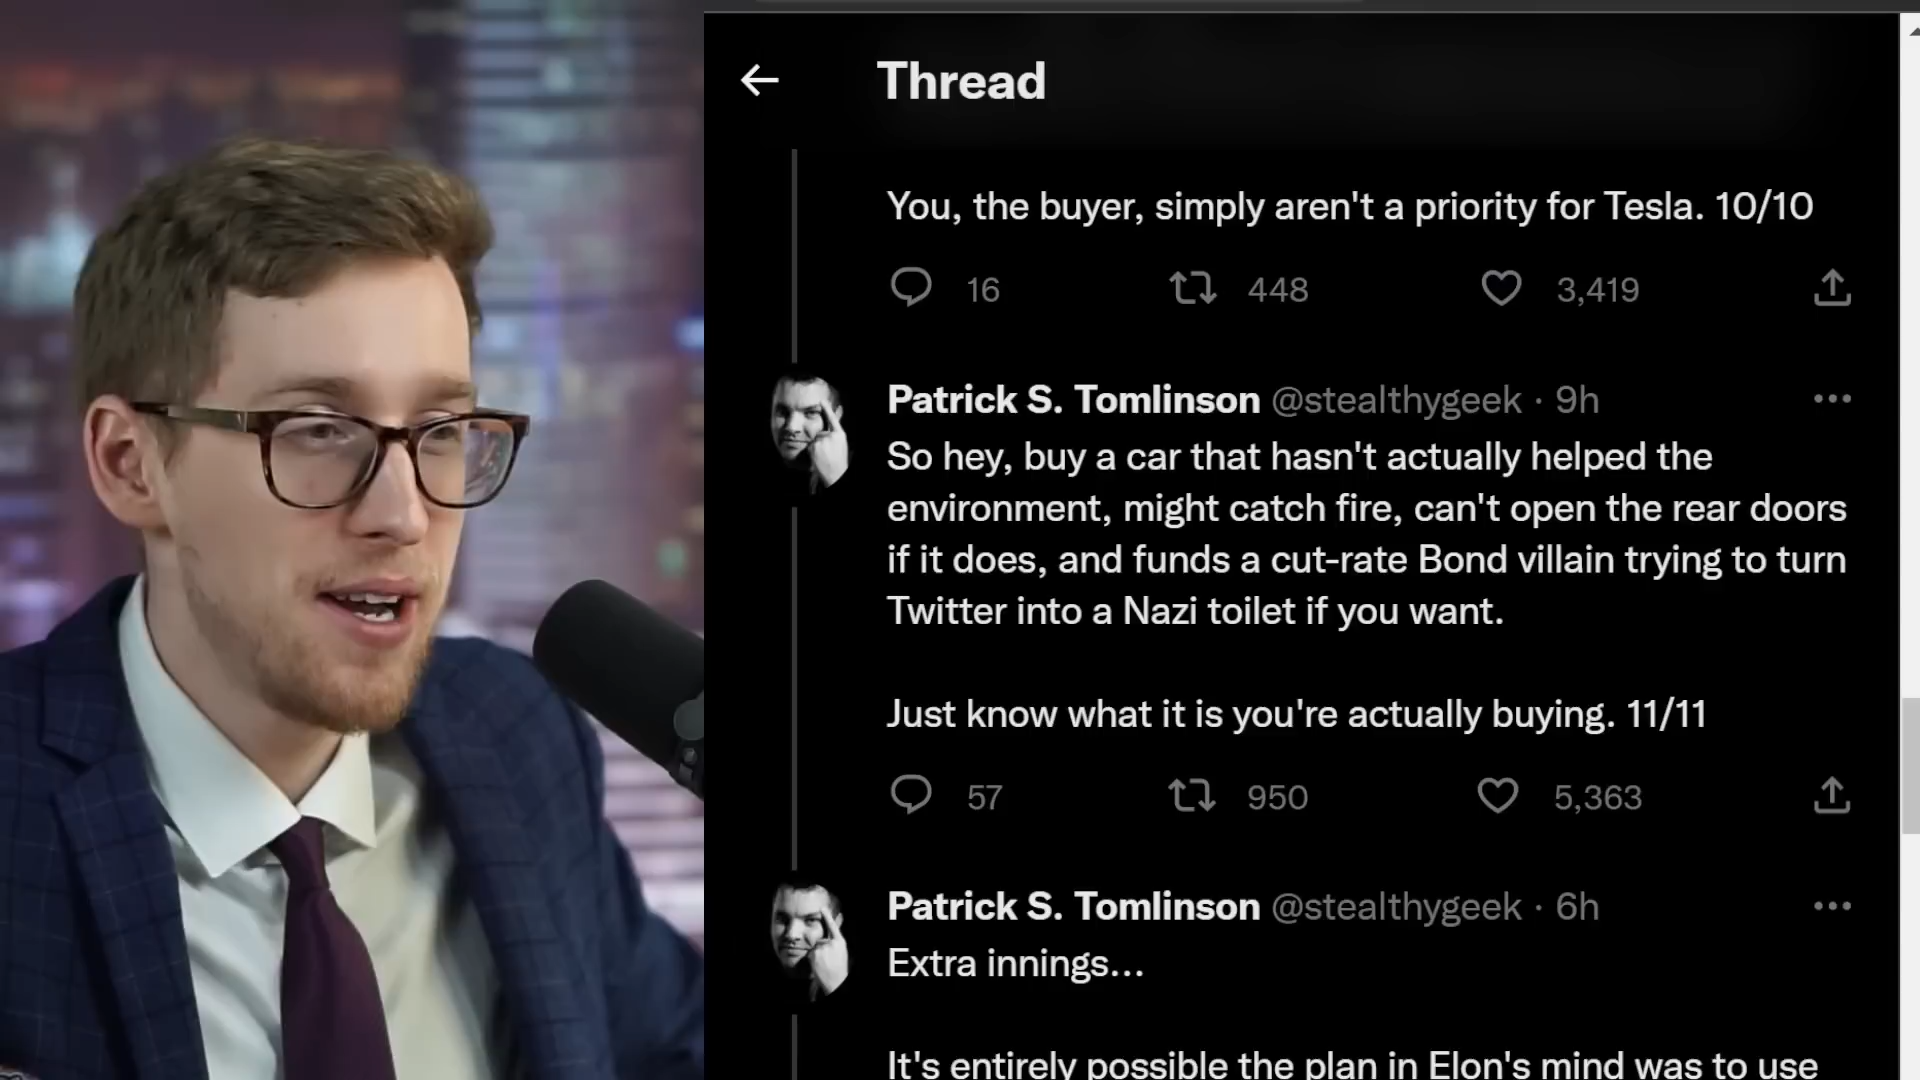 Thread
You, the buyer, simply aren't a priority for Tesla. 10/10
16 448 3,419
Patrick S. Tomlinson @stealthygeek · 9h
So hey, buy a car that hasn't actually helped the
environment, might catch fire, can't open the rear doors
if it does, and funds a cut-rate Bond villain trying to turn
Twitter into a Nazi toilet if you want.
Just know what it is you're actually buying. 11/11
57 950 5,363
Patrick S. Tomlinson @stealthygeek · 6h
Extra innings...
It's entirely possible the plan in Elon's mind was to use